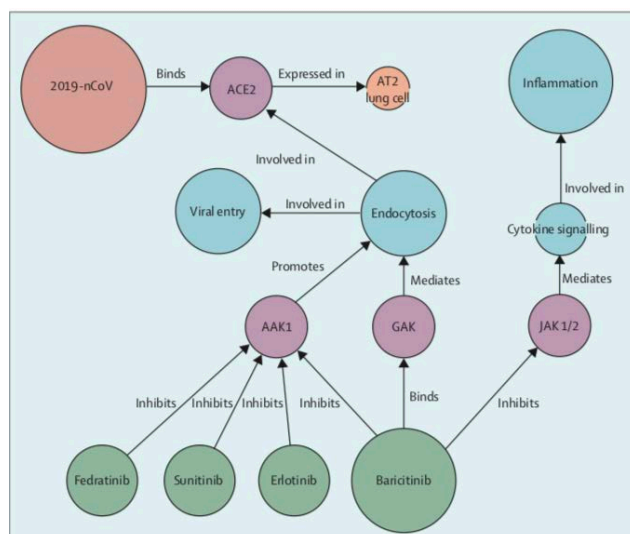 2019-nCoV
Binds
ACE2
Expressed in
AT2
lung cell
Inflammation
Involved in
Viral entry
Involved in
Endocytosis
Involved in
Cytokine signalling
Promotes
Mediates
Mediates
AAK1
GAK
JAK 1/2
Inhibits
Inhibits
Inhibits
Inhibits
Binds
Inhibits
Fedratinib
Sunitinib
Erlotinib
Baricitinib